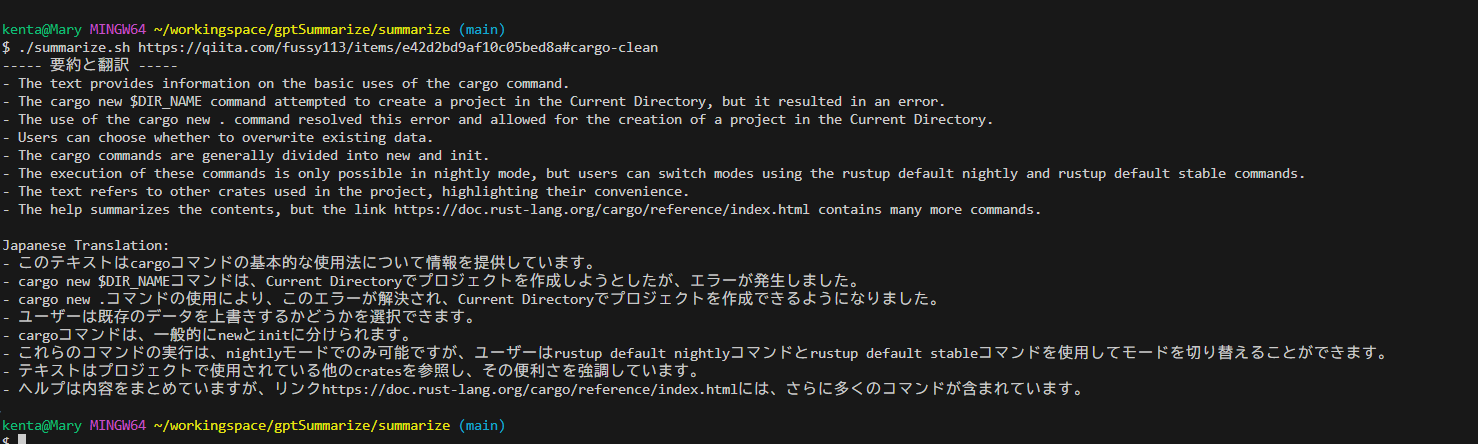 kenta@Mary MINGW64 ~/workingspace/gptSummarize/summarize (main)
$ ./summarize.sh https://qiita.com/fussy113/items/e42d2bd9af10c05bed8a#cargo-clean
----- 要約と翻訳 -----
- The text provides information on the basic uses of the cargo command.
- The cargo new $DIR_NAME command attempted to create a project in the Current Directory, but it resulted in an error.
- The use of the cargo new . command resolved this error and allowed for the creation of a project in the Current Directory.
- Users can choose whether to overwrite existing data.
- The cargo commands are generally divided into new and init.
- The execution of these commands is only possible in nightly mode, but users can switch modes using the rustup default nightly and rustup default stable commands.
- The text refers to other crates used in the project, highlighting their convenience.
- The help summarizes the contents, but the link https://doc.rust-lang.org/cargo/reference/index.html contains many more commands.
Japanese Translation:
- このテキストはcargoコマンドの基本的な使用法について情報を提供しています。
- cargo new $DIR_NAMEコマンドは、Current Directoryでプロジェクトを作成しようとしたが、エラーが発生しました。
- cargo new .コマンドの使用により、このエラーが解決され、Current Directoryでプロジェクトを作成できるようになりました。
- ユーザーは既存のデータを上書きするかどうかを選択できます。
- cargoコマンドは、一般的にnewとinitに分けられます。
- これらのコマンドの実行は、nightlyモードでのみ可能ですが、ユーザーはrustup default nightlyコマンドとrustup default stableコマンドを使用してモードを切り替えることができます。
- テキストはプロジェクトで使用されている他のcratesを参照し、その便利さを強調しています。
- ヘルプは内容をまとめていますが、リンクhttps://doc.rust-lang.org/cargo/reference/index.htmlには、さらに多くのコマンドが含まれています。
kenta@Mary MINGW64 ~/workingspace/gptSummarize/summarize (main)
$